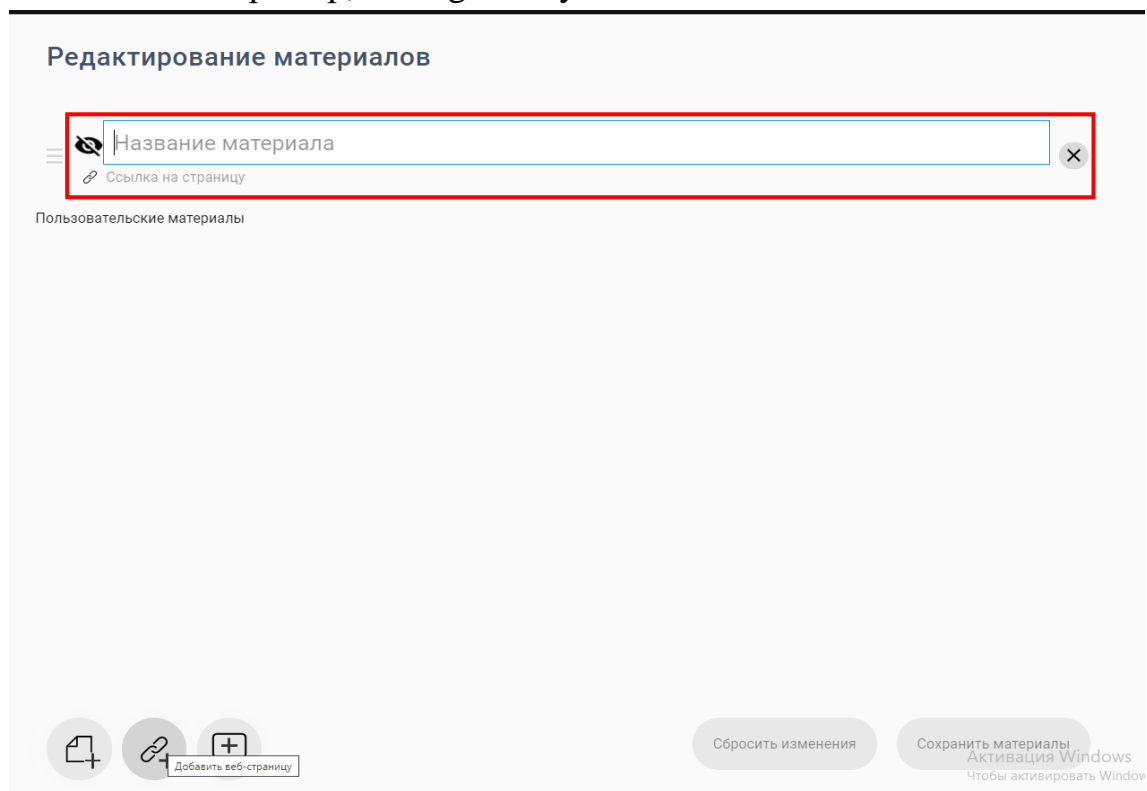 Редактирование материалов
Название материала
Ссылка на страницу
Пользовательские материалы
Добавить веб-страницу
Сбросить изменения
Сохранить материалы
Активация Windows
Чтобы активировать Window